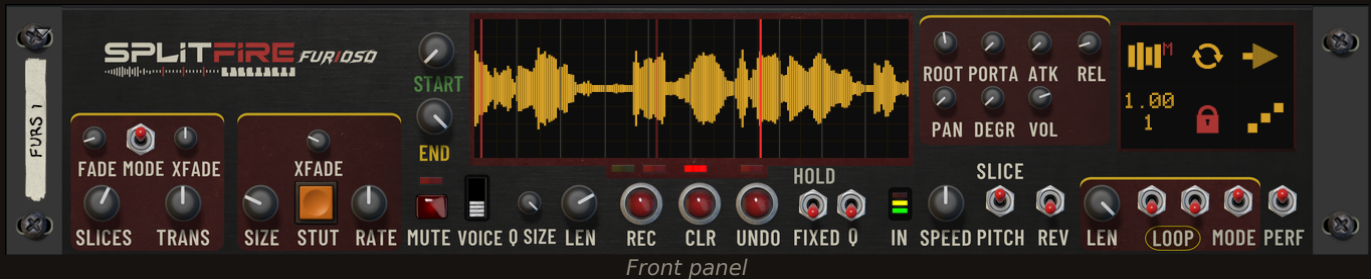 SPLITFIRE FURIOSO
FURS 1
START
END
FADE MODE XFADE
SLICES TRANS
XFADE
SIZE STUT RATE
MUTE VOICE Q SIZE LEN
REC CLR UNDO
HOLD
FIXED Q
IN
ROOT PORTA ATK REL
PAN DEGR VOL
M
1.00
1
SLICE
SPEED PITCH REV
LEN LOOP MODE PERF
Front panel